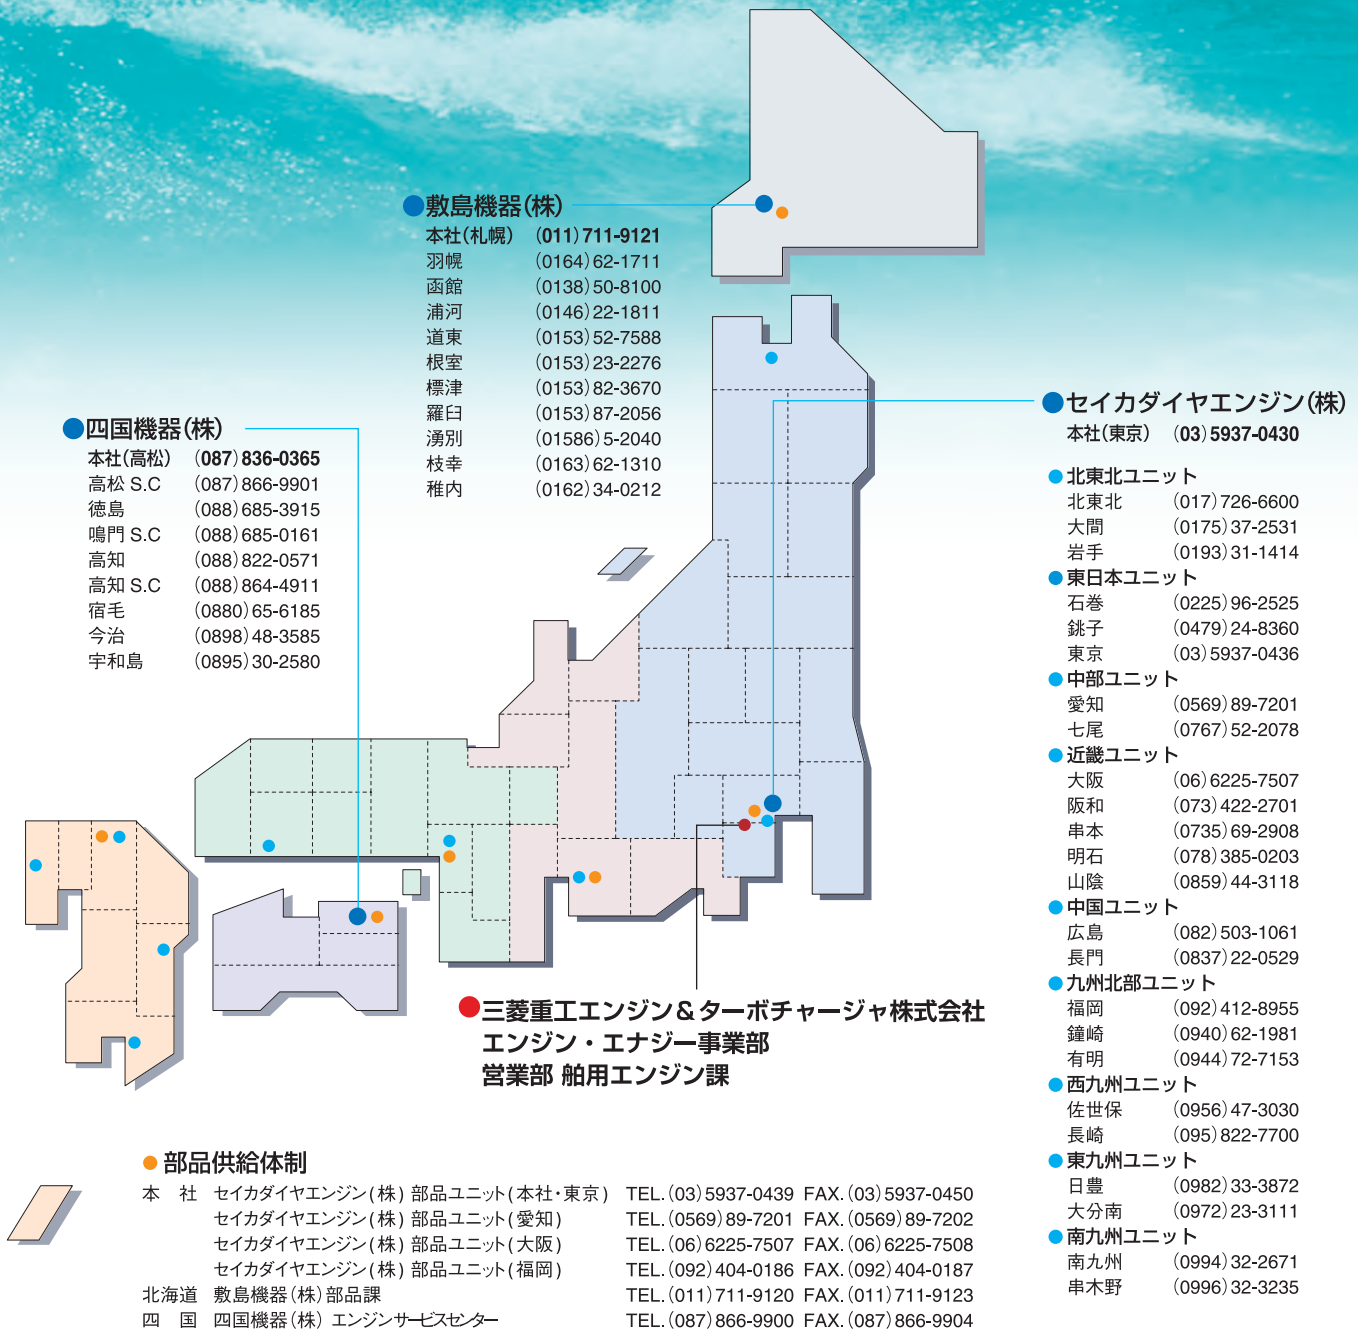 敷島機器(株)
本社(札幌) (011)711-9121
羽幌 (0164)62-1711
函館 (0138)50-8100
浦河 (0146)22-1811
道東 (0153)52-7588
根室 (0153)23-2276
標津 (0153)82-3670
羅臼 (0153)87-2056
湧別 (01586)5-2040
枝幸 (0163)62-1310
稚内 (0162)34-0212
四国機器(株)
本社(高松) (087)836-0365
高松 S.C (087)866-9901
徳島 (088)685-3915
鳴門 S.C (088)685-0161
高知 (088)822-0571
高知 S.C (088)864-4911
宿毛 (0880)65-6185
今治 (0898)48-3585
宇和島 (0895)30-2580
セイカダイヤエンジン(株)
本社(東京) (03)5937-0430
北東北ユニット
北東北 (017)726-6600
大間 (0175)37-2531
岩手 (0193)31-1414
東日本ユニット
石巻 (0225)96-2525
銚子 (0479)24-8360
東京 (03)5937-0436
中部ユニット
愛知 (0569)89-7201
七尾 (0767)52-2078
近畿ユニット
大阪 (06)6225-7507
阪和 (073)422-2701
串本 (0735)69-2908
明石 (078)385-0203
山陰 (0859)44-3118
中国ユニット
広島 (082)503-1061
長門 (0837)22-0529
九州北部ユニット
福岡 (092)412-8955
鐘崎 (0940)62-1981
有明 (0944)72-7153
西九州ユニット
佐世保 (0956)47-3030
長崎 (095)822-7700
東九州ユニット
日豊 (0982)33-3872
大分南 (0972)23-3111
南九州ユニット
南九州 (0994)32-2671
串木野 (0996)32-3235
三菱重工エンジン&ターボチャージャ株式会社
エンジン・エナジー事業部
営業部 舶用エンジン課
部品供給体制
本 社 セイカダイヤエンジン(株) 部品ユニット(本社・東京) TEL.(03)5937-0439 FAX.(03)5937-0450
セイカダイヤエンジン(株) 部品ユニット(愛知) TEL.(0569)89-7201 FAX.(0569)89-7202
セイカダイヤエンジン(株) 部品ユニット(大阪) TEL.(06)6225-7507 FAX.(06)6225-7508
セイカダイヤエンジン(株) 部品ユニット(福岡) TEL.(092)404-0186 FAX.(092)404-0187
北海道 敷島機器(株)部品課 TEL.(011)711-9120 FAX.(011)711-9123
四 国 四国機器(株) エンジンサービスセンター TEL.(087)866-9900 FAX.(087)866-9904